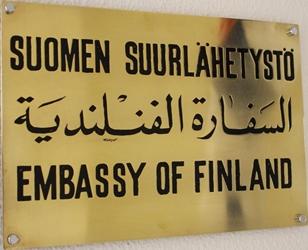 SUOMEN SUURLÄHETYSTÖ
السفارة الفنلندية
EMBASSY OF FINLAND